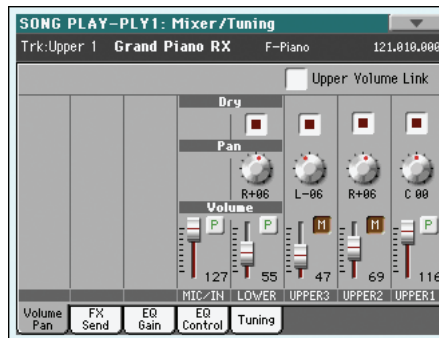 SONG PLAY-PLY1: Mixer/Tuning
Trk:Upper 1 Grand Piano RX F-Piano 121.010.000
Upper Volume Link
Dry
Pan
R+06 L-06 R+06 C 00
Volume
P P M M P
127 55 47 69 116
MIC/IN LOWER UPPER3 UPPER2 UPPER1
Volume Pan FX Send EQ Gain EQ Control Tuning